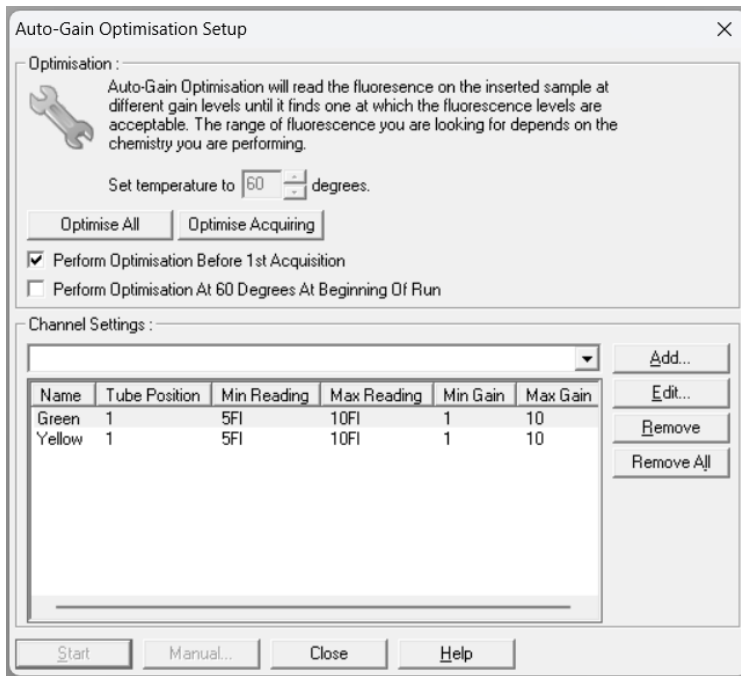 Auto-Gain Optimisation Setup
Optimisation :
Auto-Gain Optimisation will read the fluoresence on the inserted sample at
different gain levels until it finds one at which the fluorescence levels are
acceptable. The range of fluorescence you are looking for depends on the
chemistry you are performing.
Set temperature to 60 degrees.
Optimise All Optimise Acquiring
Perform Optimisation Before 1st Acquisition
Perform Optimisation At 60 Degrees At Beginning Of Run
Channel Settings :
Add...
Name Tube Position Min Reading Max Reading Min Gain Max Gain
Edit...
Green 1 5Fl 10Fl 1 10
Remove
Yellow 1 5Fl 10Fl 1 10
Remove All
Start Manual... Close Help